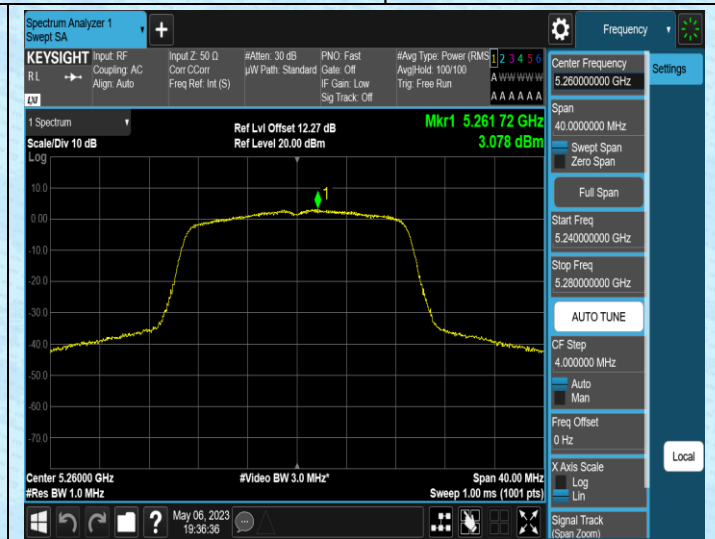 Spectrum Analyzer 1
Swept SA
Frequency
KEYSIGHT
RL
LXI
Input: RF
Coupling: AC
Align: Auto
Input Z: 50 Ω
Corr CCorr
Freq Ref: Int (S)
#Atten: 30 dB
µW Path: Standard
PNO: Fast
Gate: Off
IF Gain: Low
Sig Track: Off
#Avg Type: Power (RMS
Avg|Hold: 100/100
Trig: Free Run
1 2 3 4 5 6
A W W W W W
A A A A A A
1 Spectrum
Scale/Div 10 dB
Log
Ref Lvl Offset 12.27 dB
Ref Level 20.00 dBm
Mkr1 5.261 72 GHz
3.078 dBm
1
10.0
0.00
-10.0
-20.0
-30.0
-40.0
-50.0
-60.0
-70.0
Center 5.26000 GHz
#Res BW 1.0 MHz
#Video BW 3.0 MHz*
Span 40.00 MHz
Sweep 1.00 ms (1001 pts)
May 06, 2023
19:36:36
?
Center Frequency
5.260000000 GHz
Settings
Span
40.0000000 MHz
Swept Span
Zero Span
Full Span
Start Freq
5.240000000 GHz
Stop Freq
5.280000000 GHz
AUTO TUNE
CF Step
4.000000 MHz
Auto
Man
Freq Offset
0 Hz
X Axis Scale
Log
Lin
Local
Signal Track
(Span Zoom)